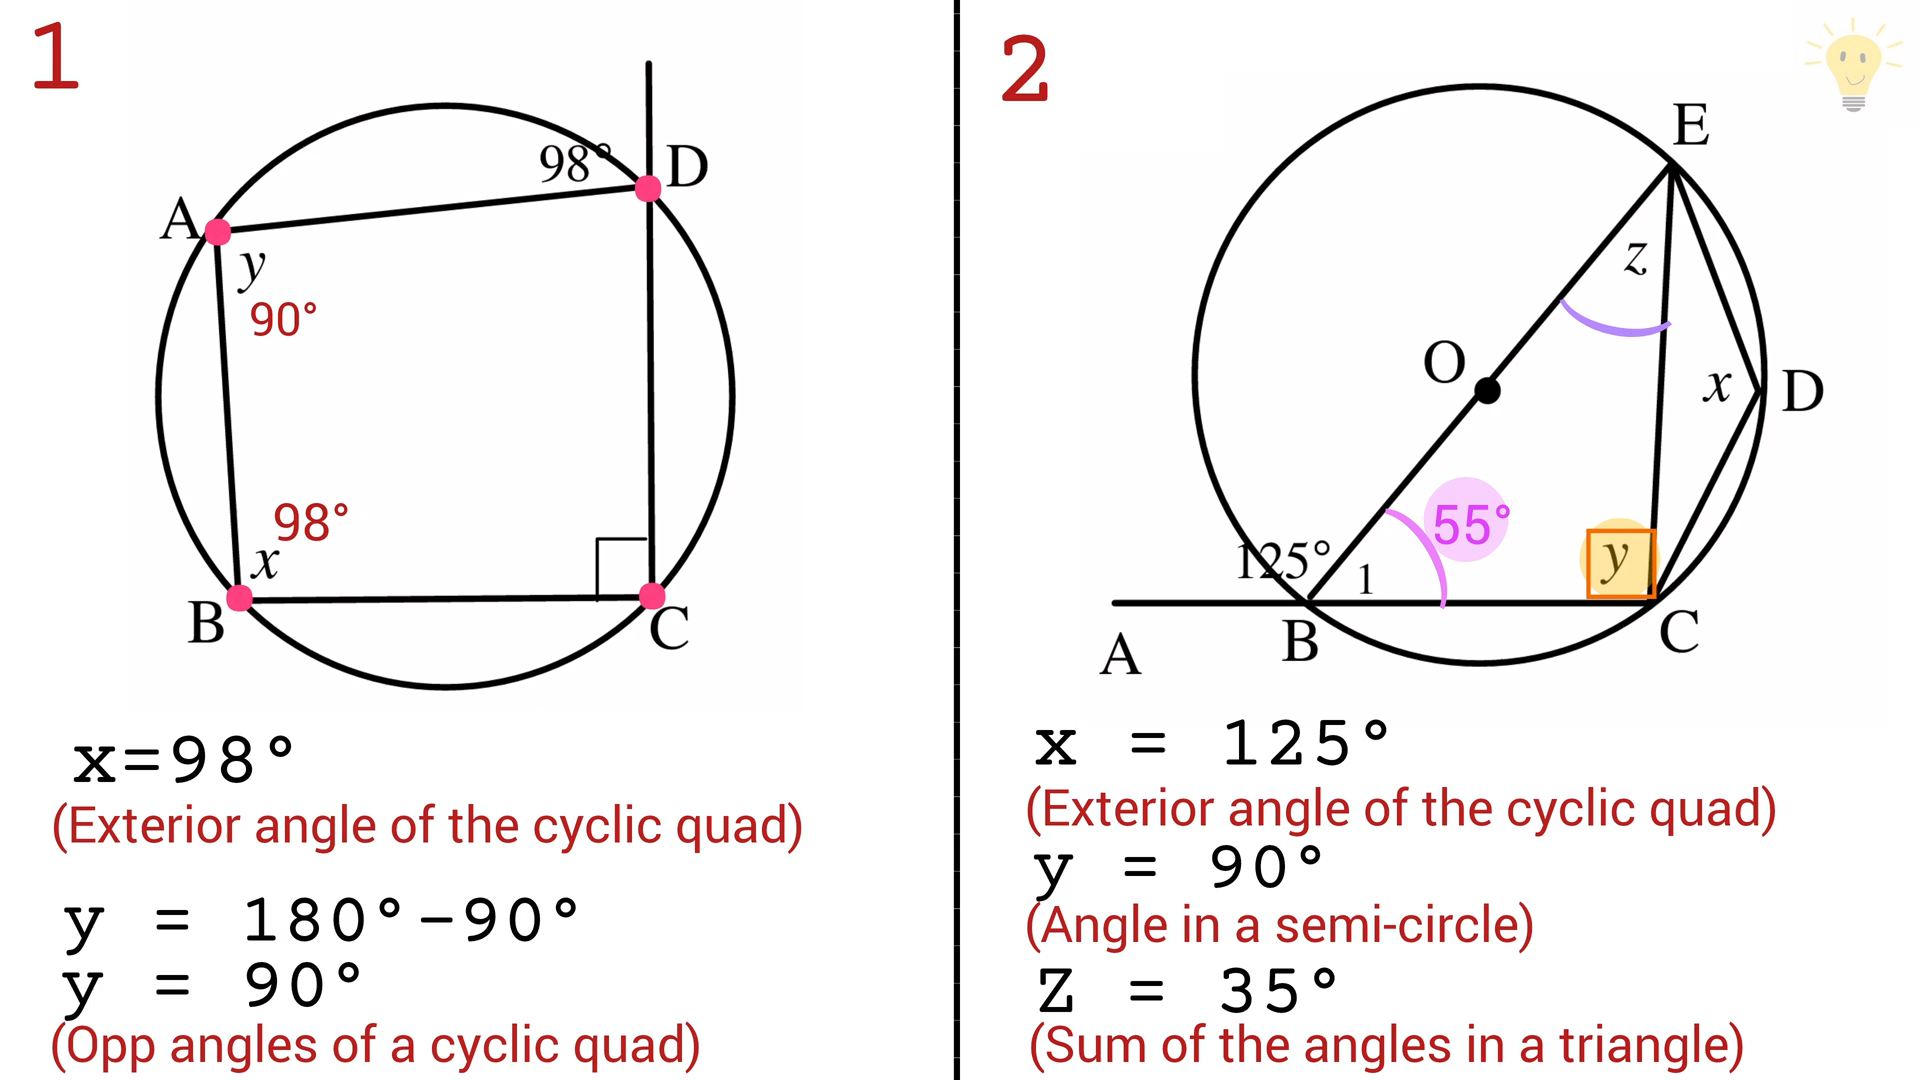 1
98°
D
A
y
90°
98°
x
B
C
x=98°
(Exterior angle of the cyclic quad)
y = 180°-90°
y = 90°
(Opp angles of a cyclic quad)
2
E
z
O
x
D
55°
125°
1
y
A
B
C
x = 125°
(Exterior angle of the cyclic quad)
y = 90°
(Angle in a semi-circle)
Z = 35°
(Sum of the angles in a triangle)